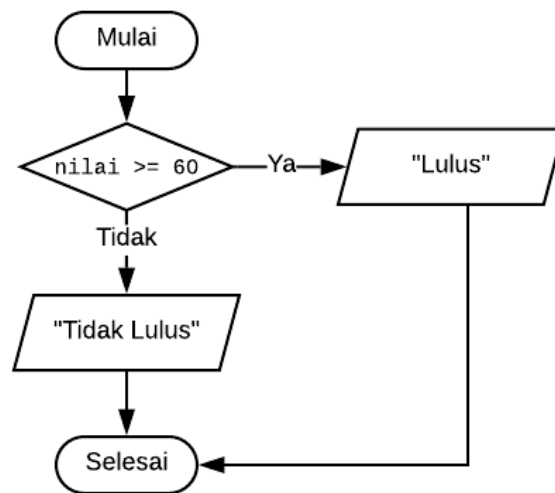 Mulai
nilai >= 60
Ya
"Lulus"
Tidak
"Tidak Lulus"
Selesai